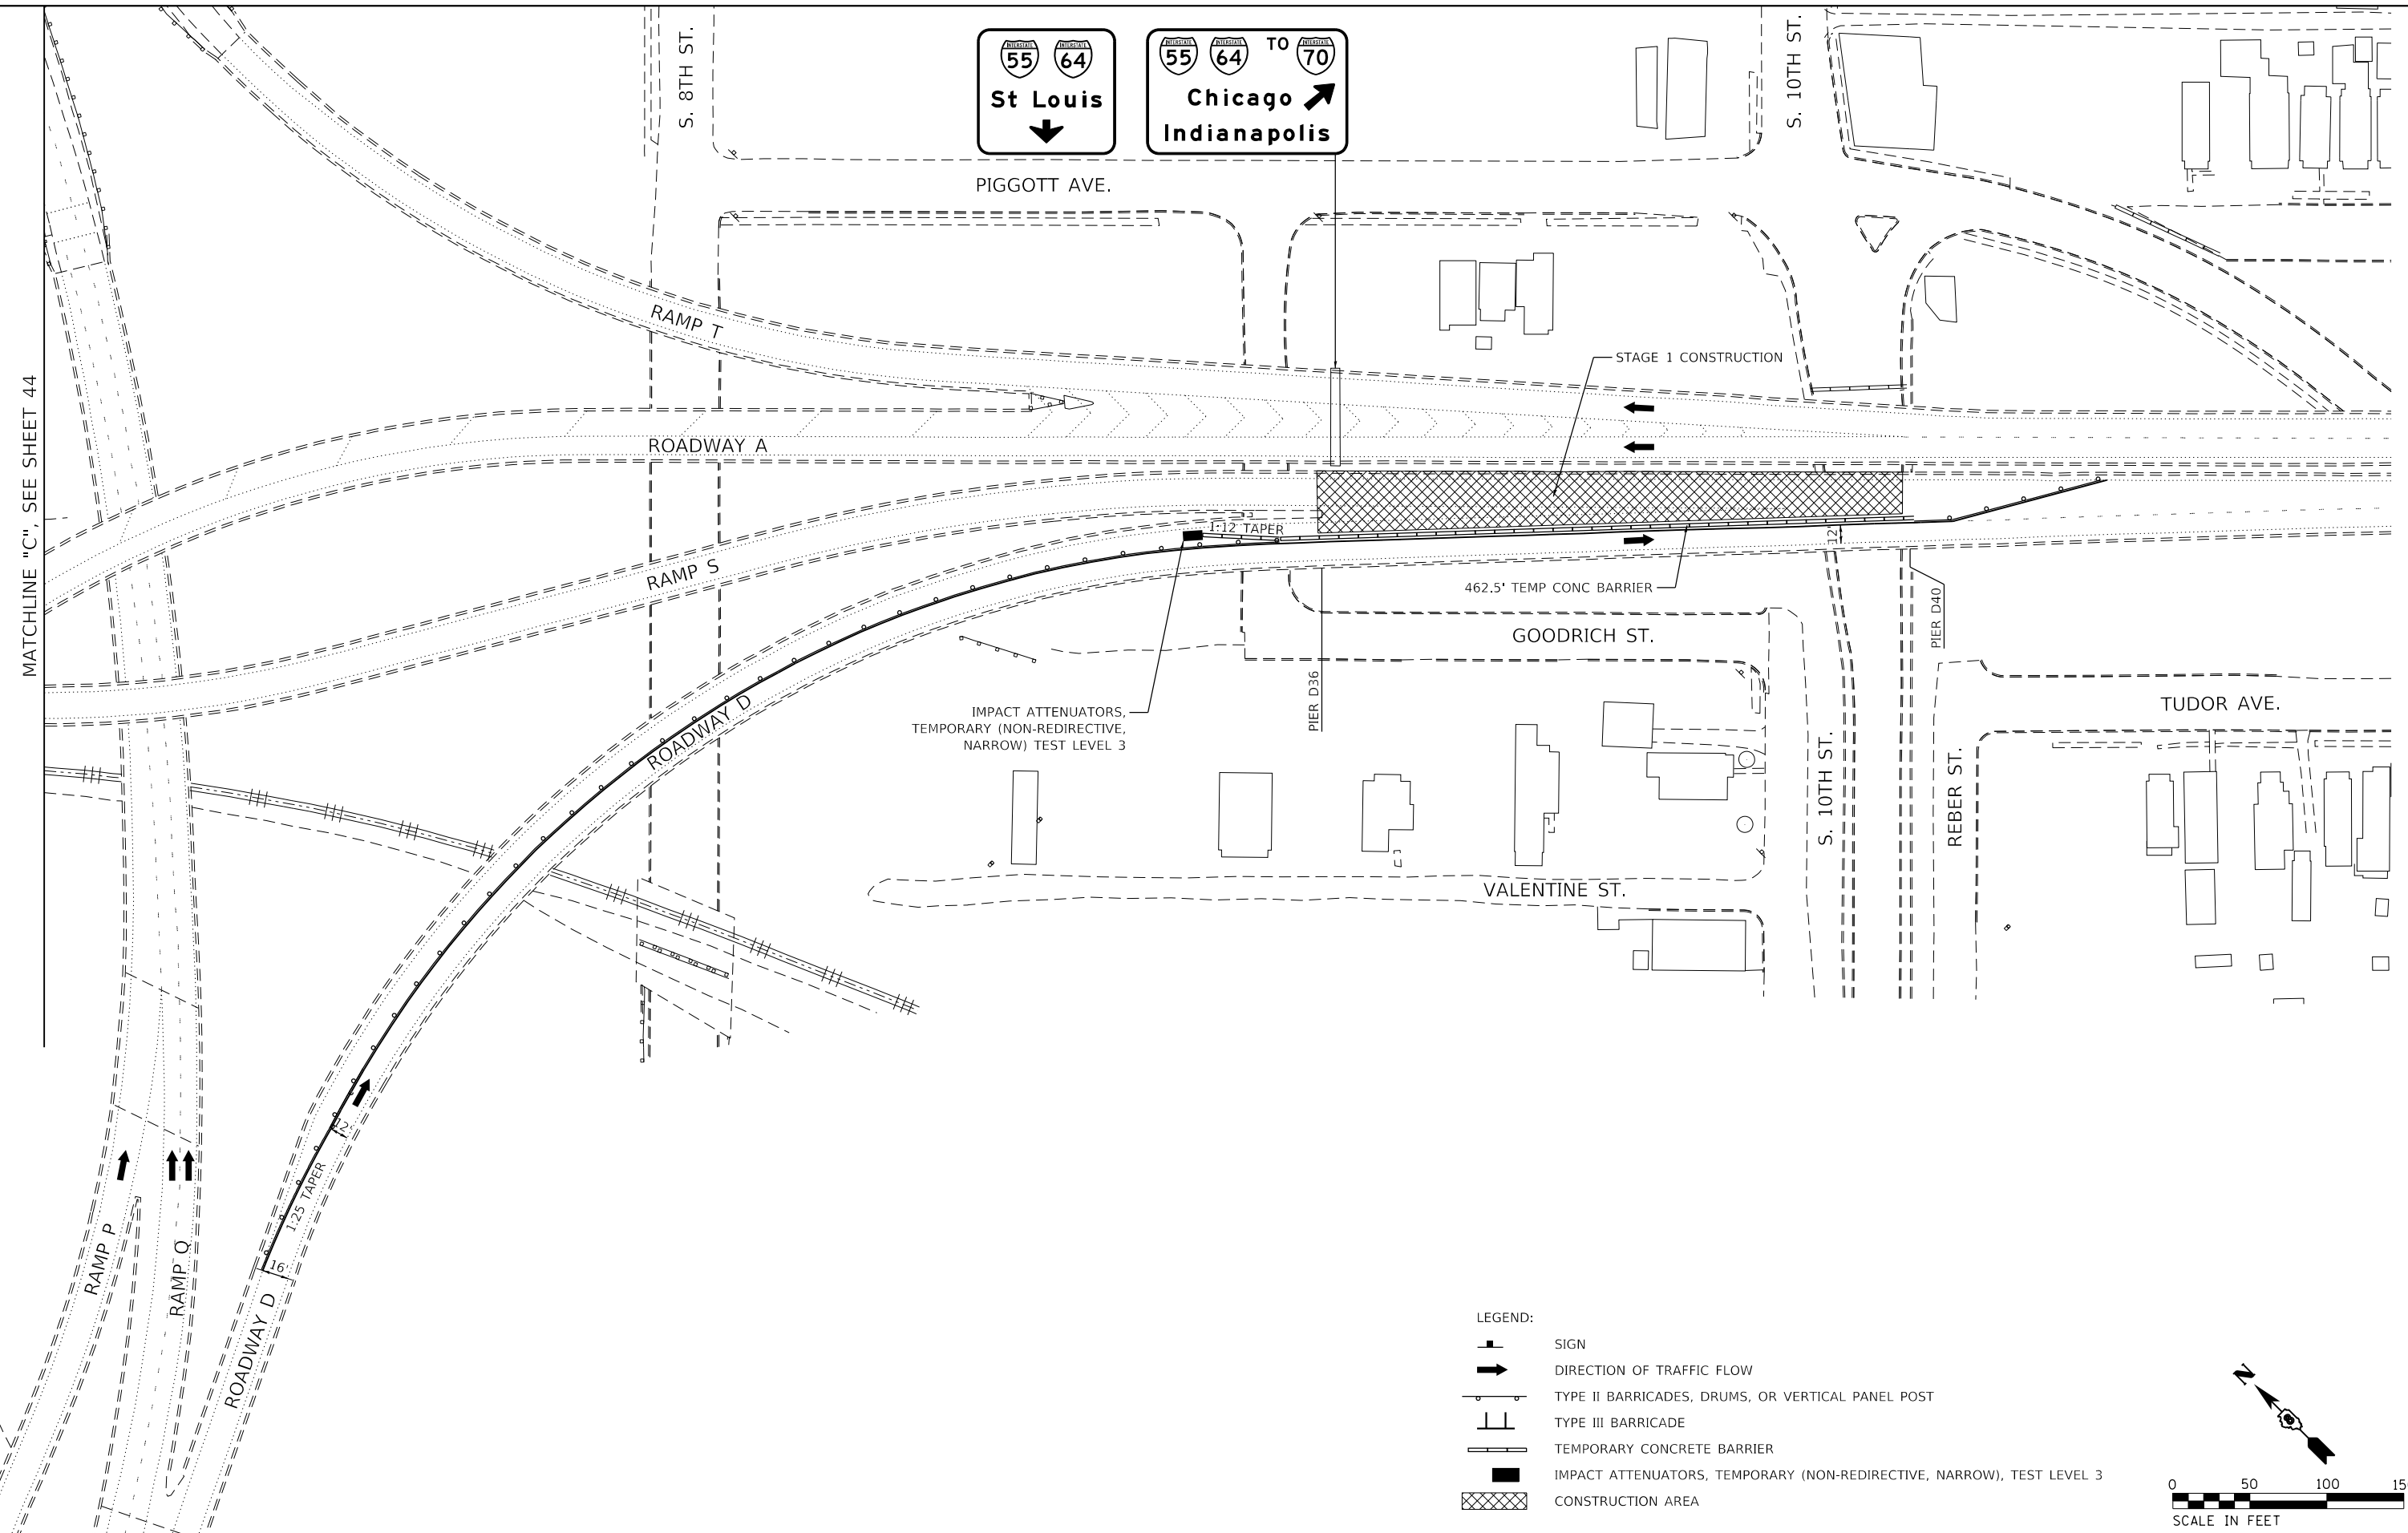 S. 8TH ST.
INTERSTATE 55 INTERSTATE 64
St Louis
INTERSTATE 55 INTERSTATE 64 TO INTERSTATE 70
Chicago
Indianapolis
S. 10TH ST.
PIGGOTT AVE.
RAMP T
STAGE 1 CONSTRUCTION
MATCHLINE "C", SEE SHEET 44
ROADWAY A
1:12 TAPER
12'
RAMP S
462.5' TEMP CONC BARRIER
PIER D40
GOODRICH ST.
PIER D36
TUDOR AVE.
IMPACT ATTENUATORS,
TEMPORARY (NON-REDIRECTIVE,
NARROW) TEST LEVEL 3
ROADWAY D
S. 10TH ST.
REBER ST.
VALENTINE ST.
12'
1:25 TAPER
16'
RAMP P
RAMP Q
ROADWAY D
LEGEND:
SIGN
DIRECTION OF TRAFFIC FLOW
TYPE II BARRICADES, DRUMS, OR VERTICAL PANEL POST
TYPE III BARRICADE
TEMPORARY CONCRETE BARRIER
IMPACT ATTENUATORS, TEMPORARY (NON-REDIRECTIVE, NARROW), TEST LEVEL 3
CONSTRUCTION AREA
N
0 50 100 15
SCALE IN FEET